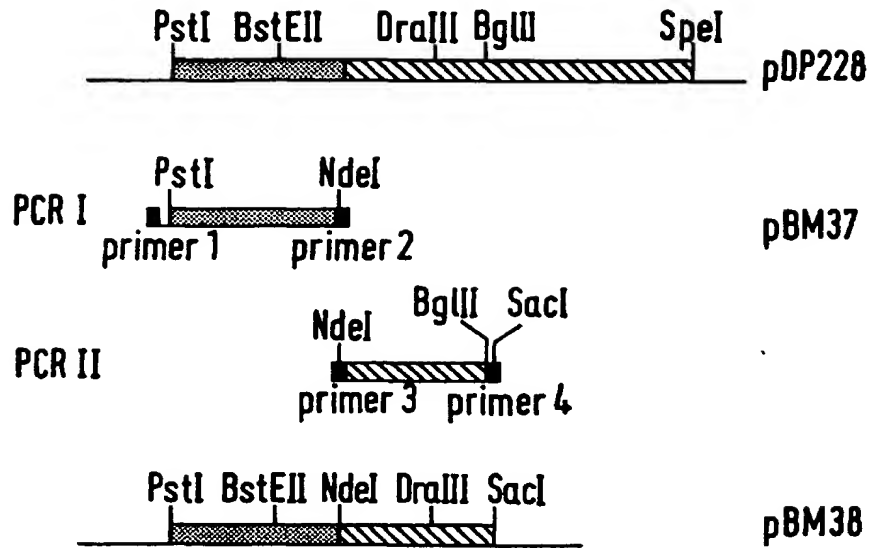 PstI BstEII DraIII BglII SpeI
pDP228
PstI NdeI
PCR I
pBM37
primer 1 primer 2
BglII SacI
NdeI
PCR II
primer 3 primer 4
PstI BstEII NdeI DraIII SacI
pBM38